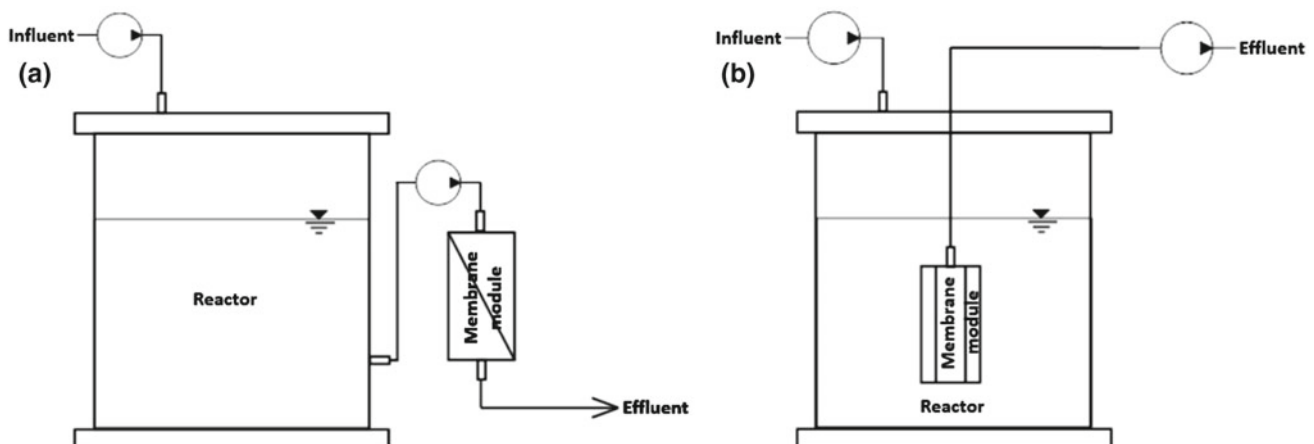 Influent
(a)
Reactor
Membrane
module
Effluent
Influent
(b)
Effluent
Membrane
module
Reactor